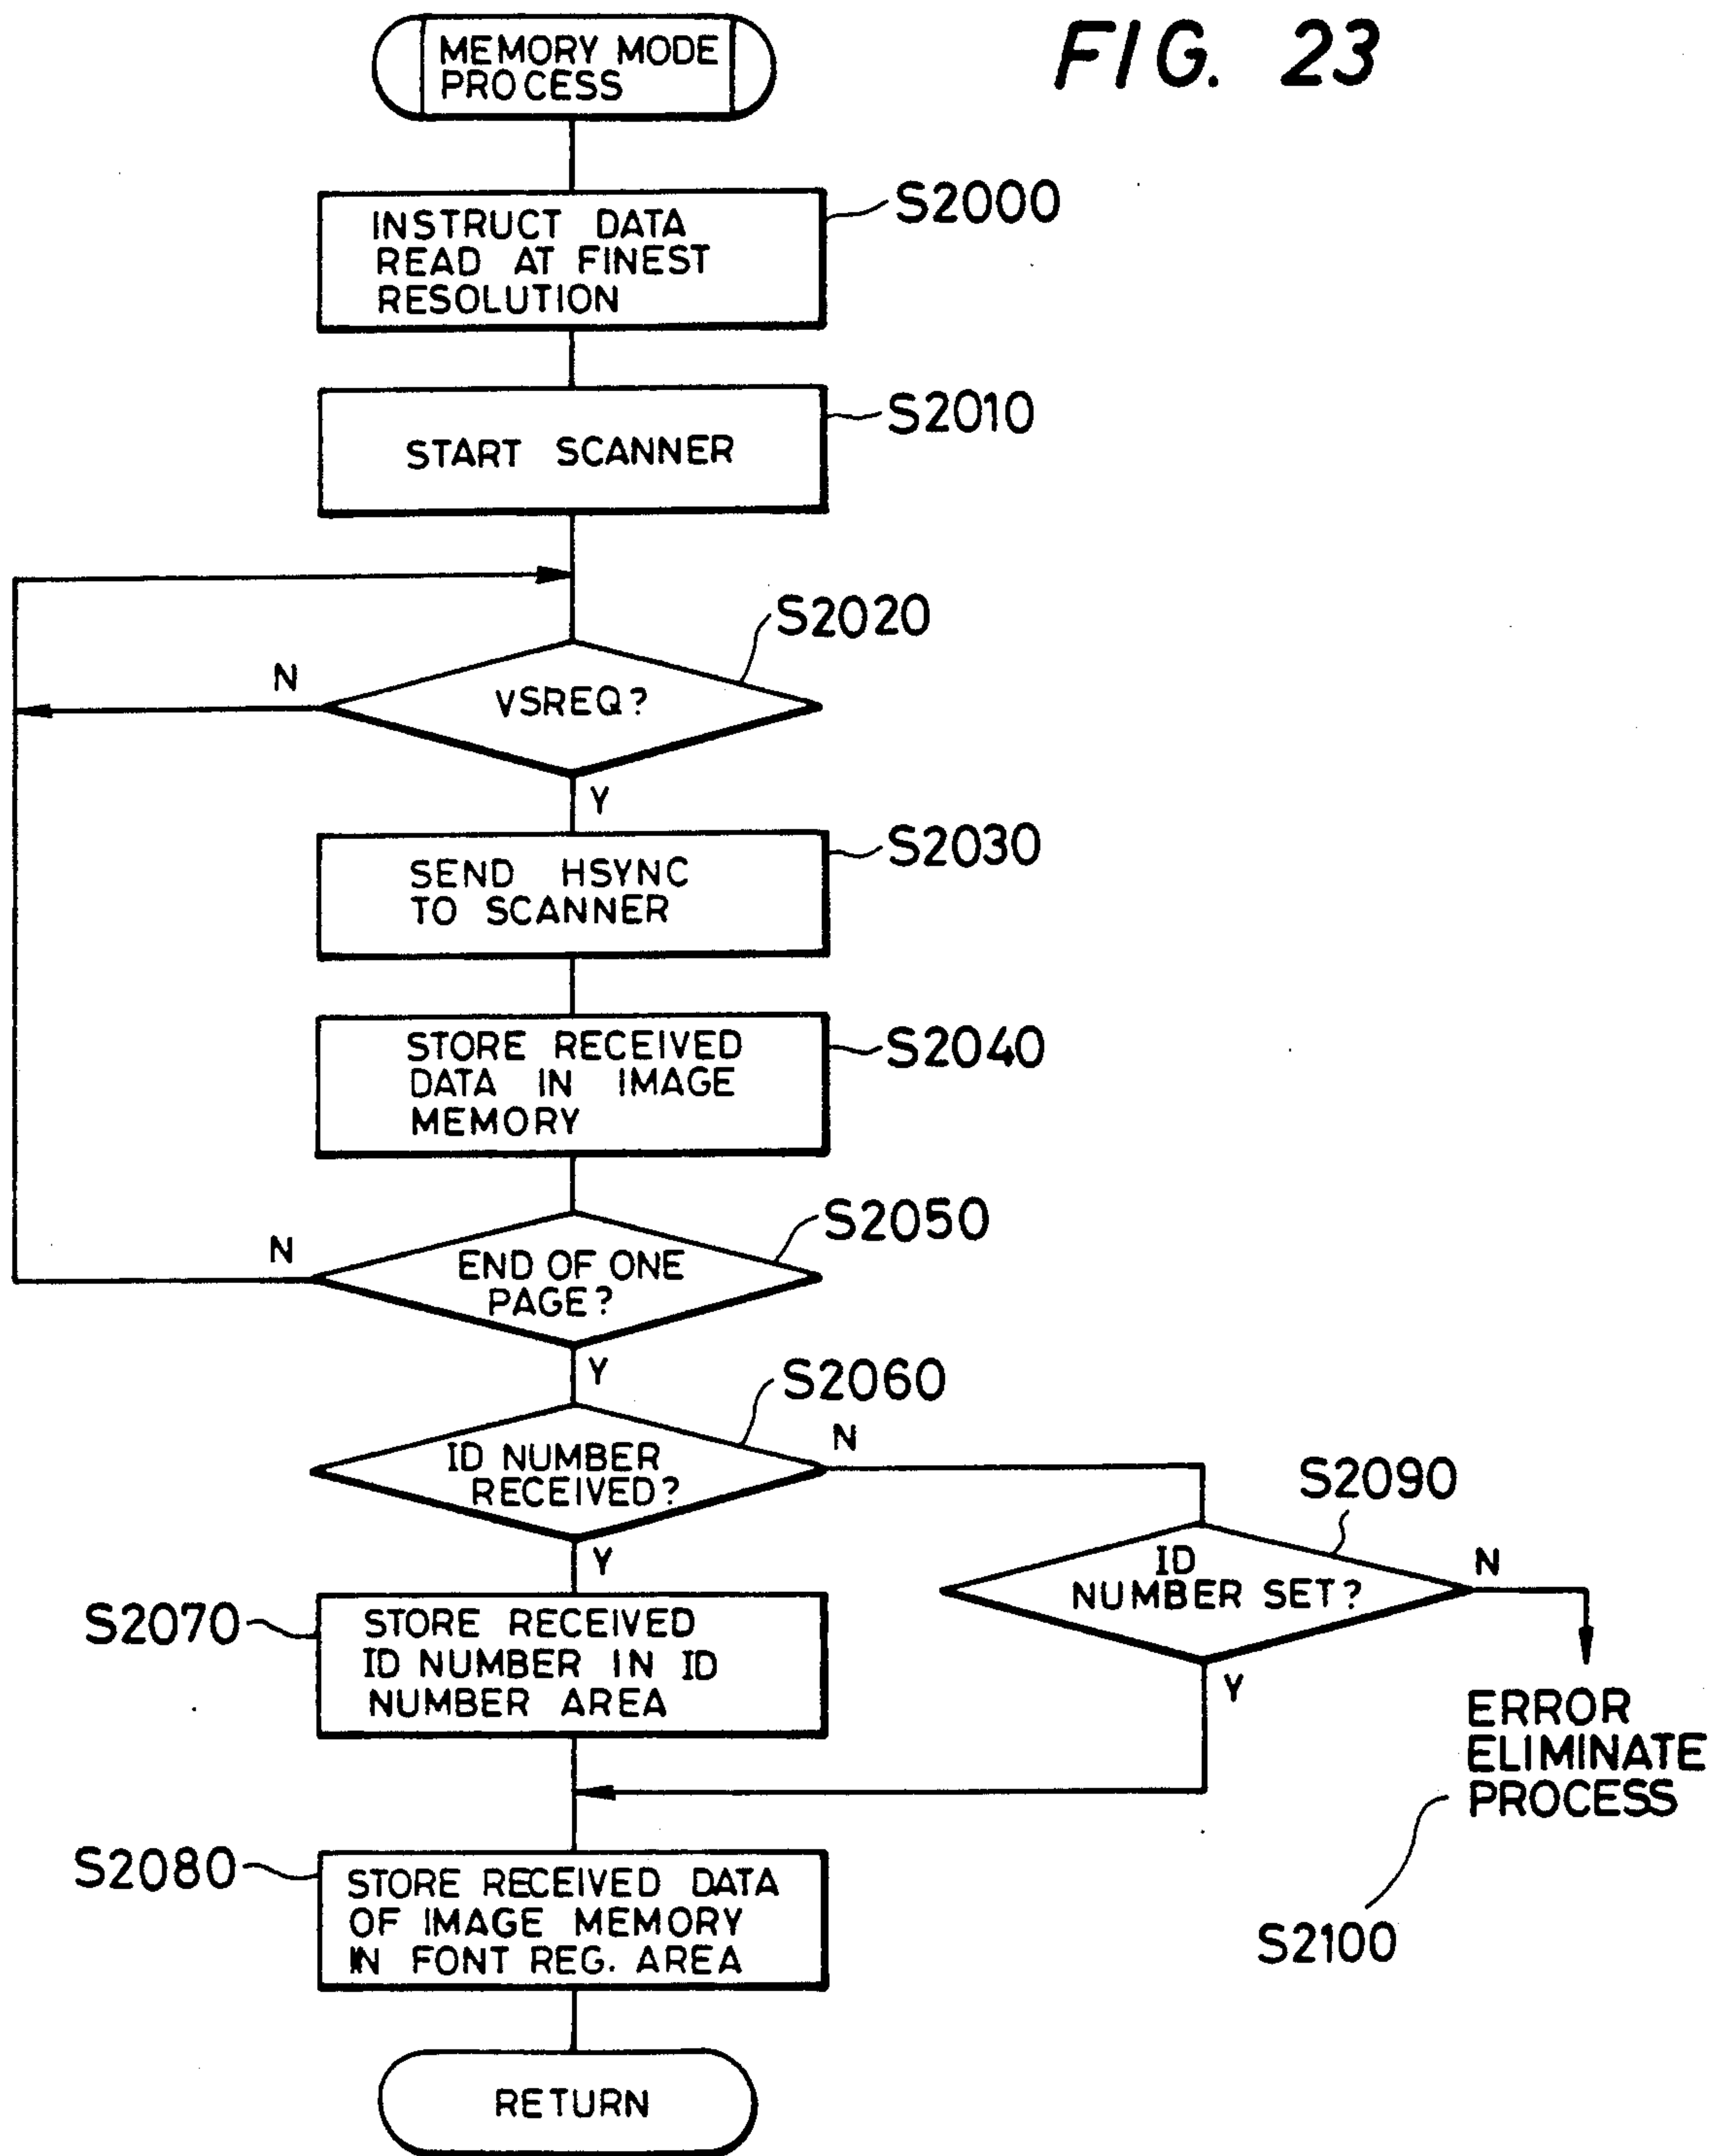 FIG. 23
MEMORY MODE
PROCESS
S2000
INSTRUCT DATA
READ AT FINEST
RESOLUTION
S2010
START SCANNER
S2020
N
VSREQ?
Y
S2030
SEND HSYNC
TO SCANNER
S2040
STORE RECEIVED
DATA IN IMAGE
MEMORY
S2050
N
END OF ONE
PAGE?
Y
S2060
N
ID NUMBER
RECEIVED?
Y
S2090
ID
NUMBER SET?
N
Y
S2070
STORE RECEIVED
ID NUMBER IN ID
NUMBER AREA
ERROR
ELIMINATE
PROCESS
S2100
S2080
STORE RECEIVED DATA
OF IMAGE MEMORY
IN FONT REG. AREA
RETURN